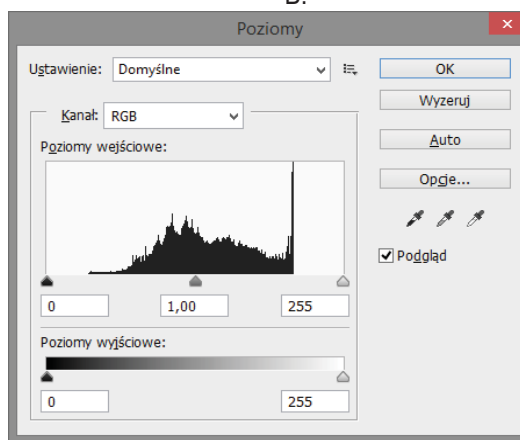 B.
Poziomy
Ustawienie: Domyślne
OK
Wyzeruj
Kanał: RGB
Auto
Poziomy wejściowe:
Opcje...
Podgląd
0 1,00 255
Poziomy wyjściowe:
0 255